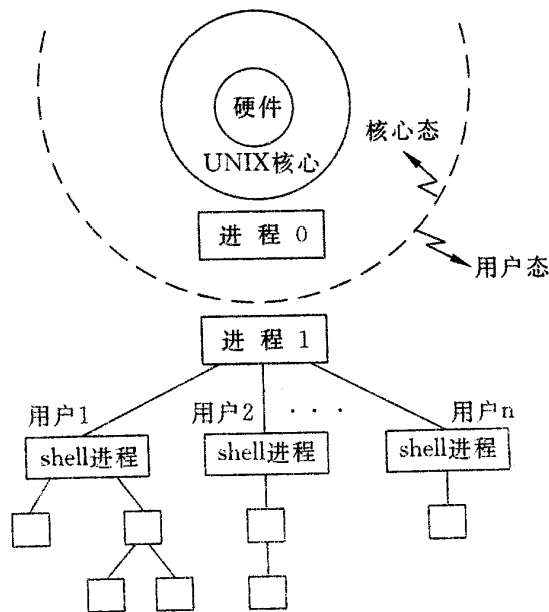 硬件
UNIX核心
核心态
进程 0
用户态
进程 1
用户1
用户2
· · ·
用户n
shell进程
shell进程
shell进程